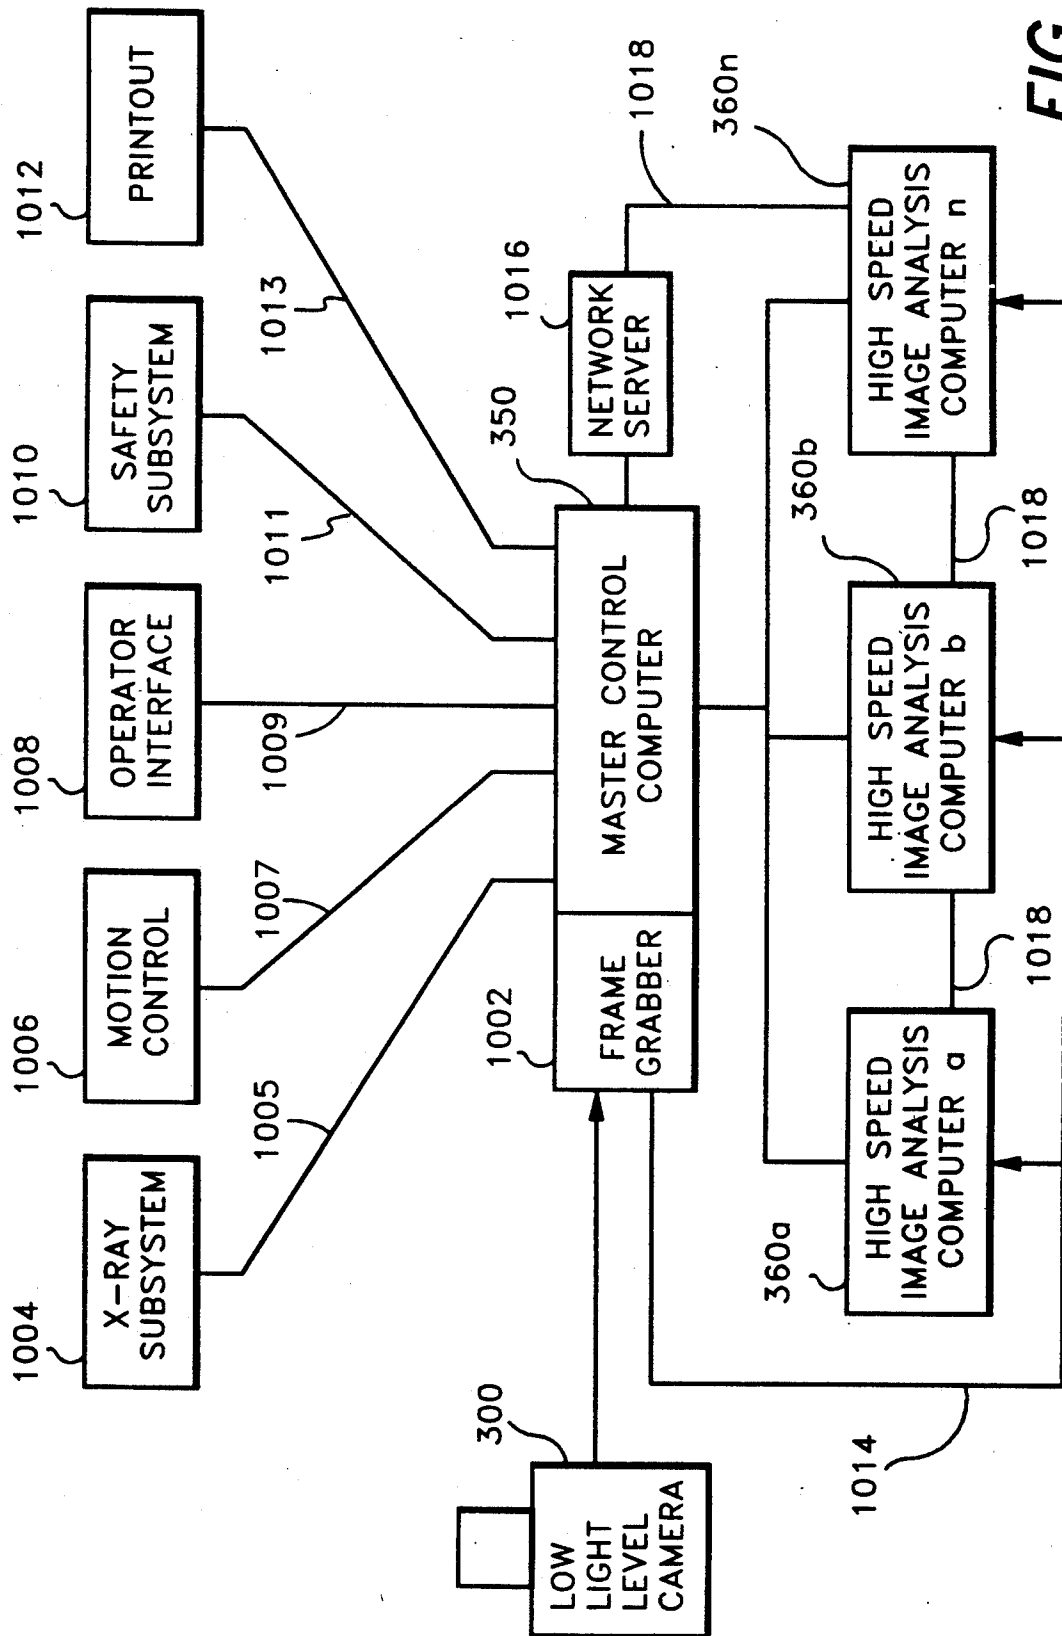 1004
X-RAY
SUBSYSTEM
1006
MOTION
CONTROL
1008
OPERATOR
INTERFACE
1010
SAFETY
SUBSYSTEM
1012
PRINTOUT
1005
1007
1009
1011
1013
300
LOW
LIGHT
LEVEL
CAMERA
1002
FRAME
GRABBER
MASTER CONTROL
COMPUTER
350
NETWORK
SERVER
1016
1018
360a
HIGH SPEED
IMAGE ANALYSIS
COMPUTER a
1018
360b
HIGH SPEED
IMAGE ANALYSIS
COMPUTER b
1018
360n
HIGH SPEED
IMAGE ANALYSIS
COMPUTER n
1014
FIG